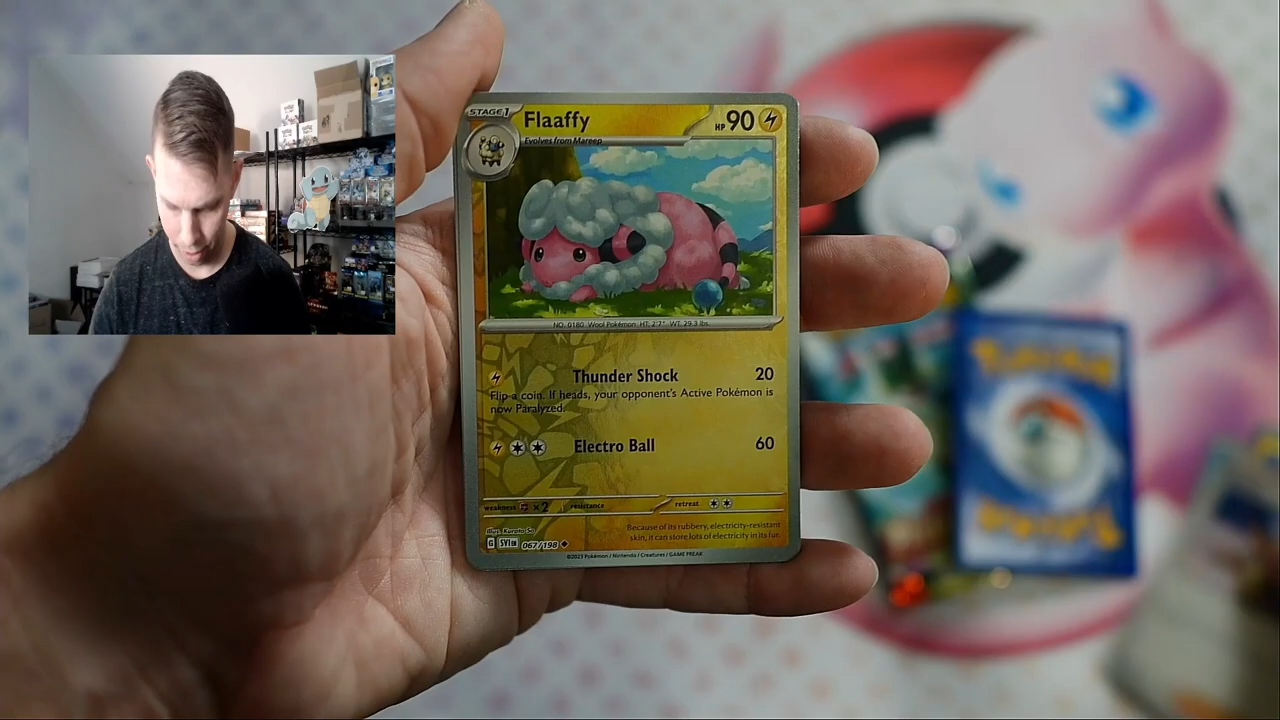 STAGE1
Flaaffy
HP 90
Evolves from Mareep
NO. 0180 Wool Pokémon HT: 2'7" WT: 29.3 lbs.
Thunder Shock 20
Flip a coin. If heads, your opponent's Active Pokémon is
now Paralyzed.
Electro Ball 60
weakness ×2 resistance retreat
Because of its rubbery, electricity-resistant
skin, it can store lots of electricity in its fur.
Illus. Kuroto So
G SVI EN 067/198
©2023 Pokémon / Nintendo / Creatures / GAME FREAK